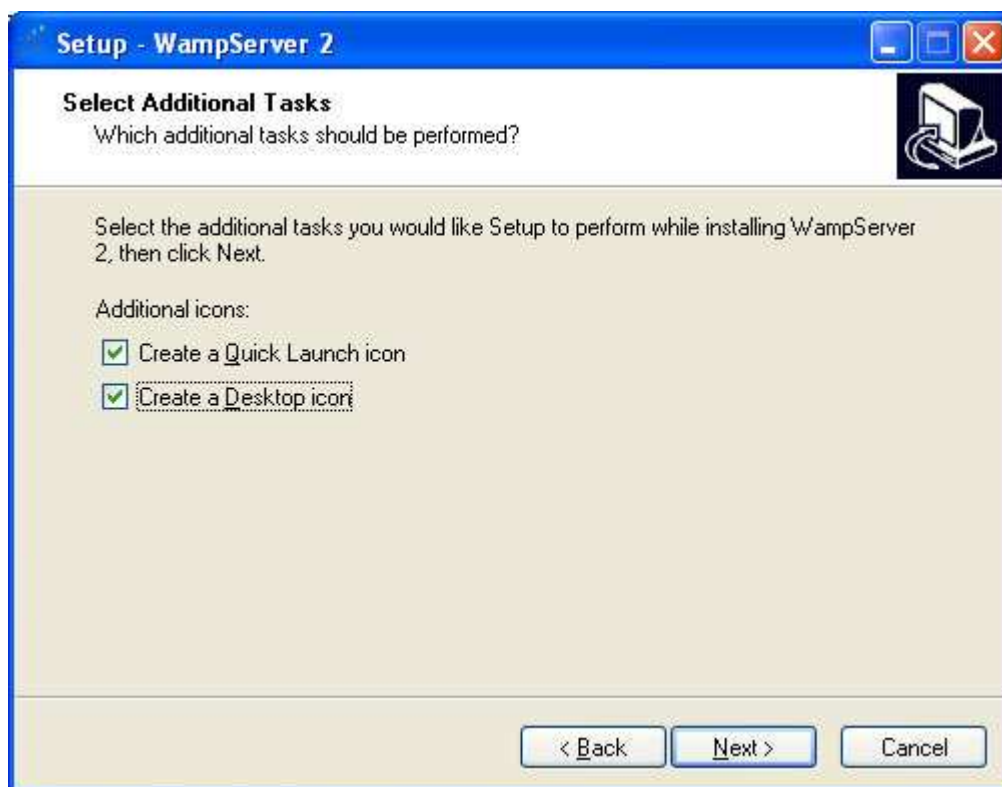 Setup - WampServer 2
Select Additional Tasks
Which additional tasks should be performed?
Select the additional tasks you would like Setup to perform while installing WampServer
2, then click Next.
Additional icons:
Create a Quick Launch icon
Create a Desktop icon
< Back
Next >
Cancel